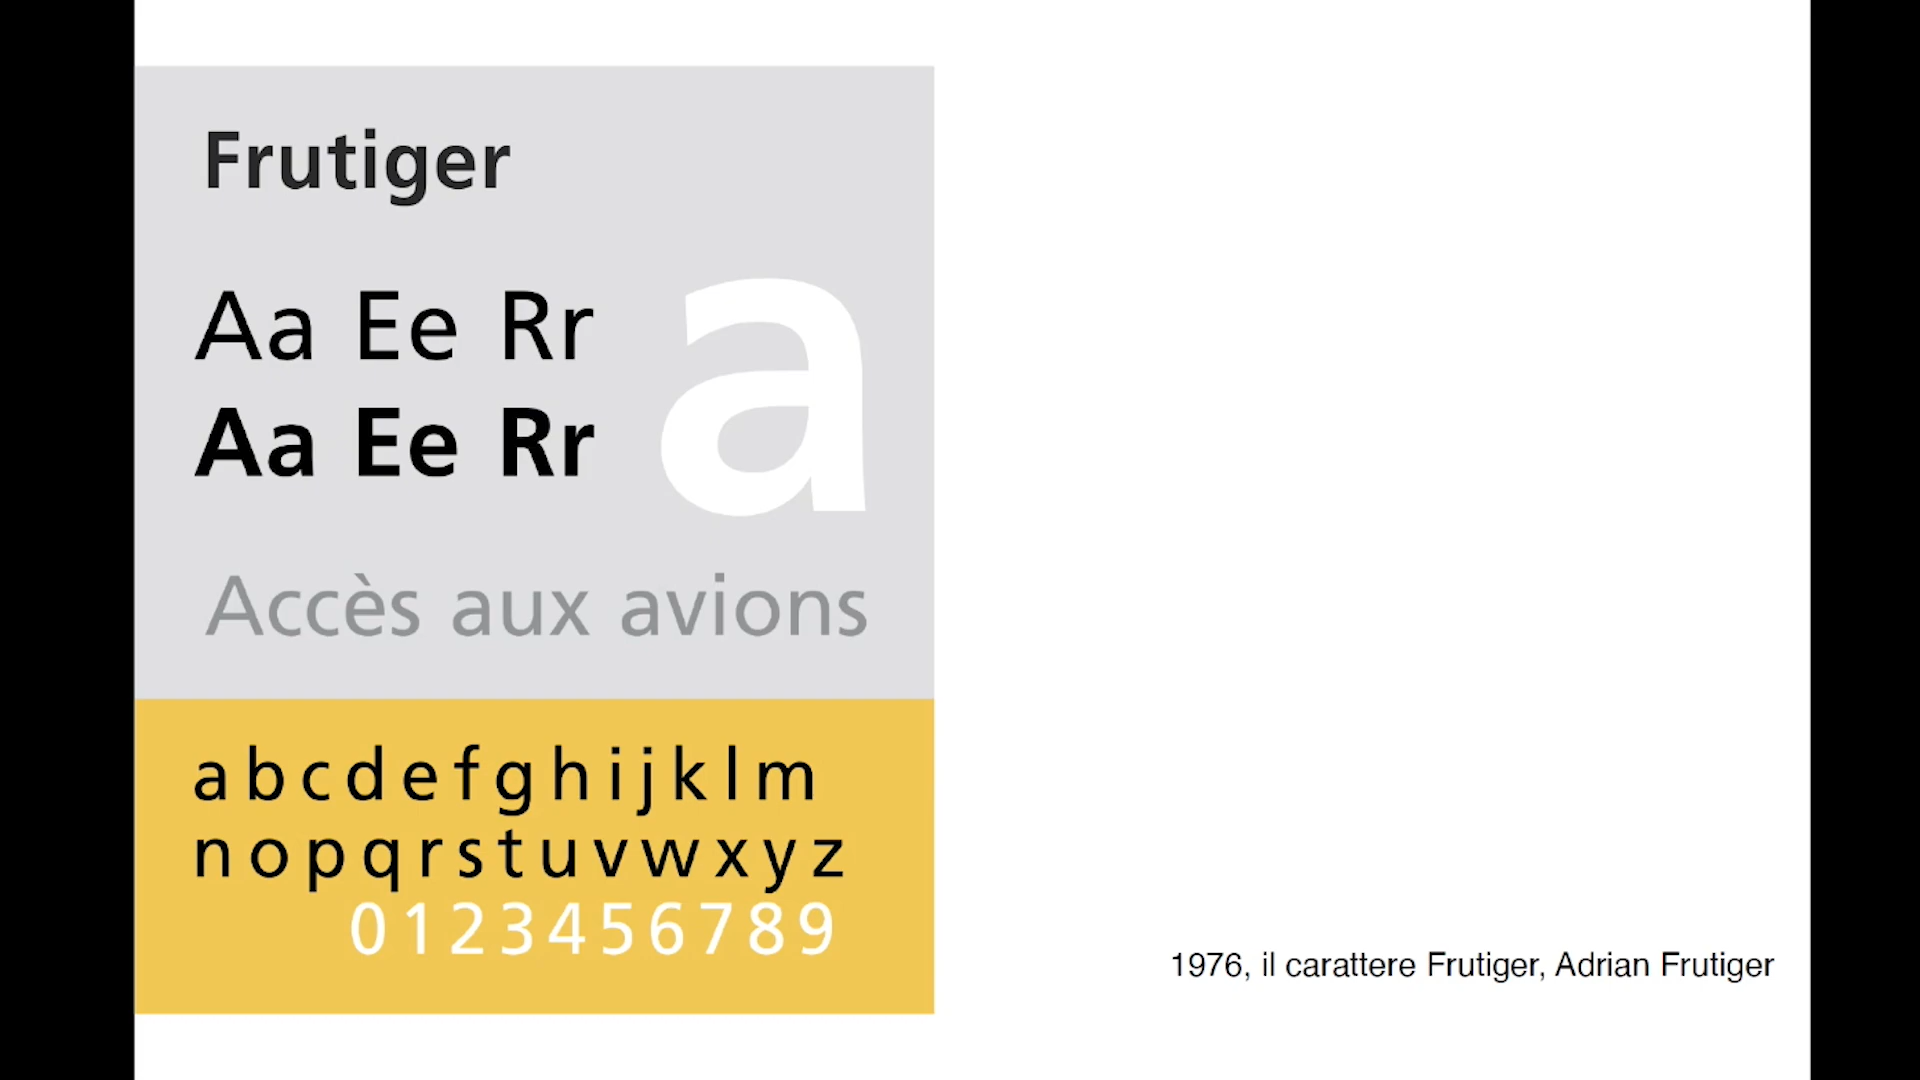 Frutiger
Aa Ee Rr
a
Aa Ee Rr
Accès aux avions
abcdefghijklm
nopqrstuvwxyz
0123456789
1976, il carattere Frutiger, Adrian Frutiger